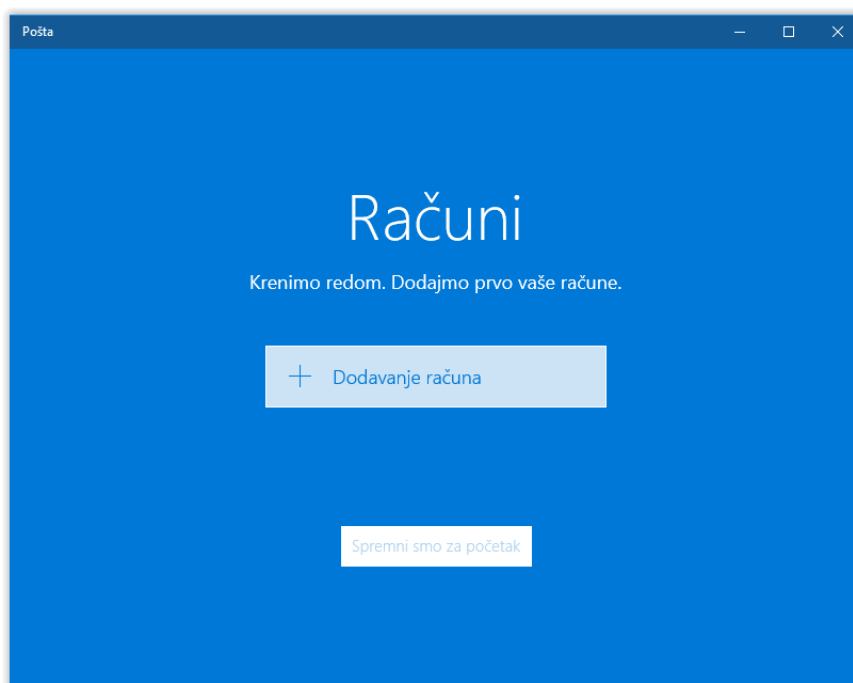 Pošta
Računi
Krenimo redom. Dodajmo prvo vaše račune.
Dodavanje računa
Spremni smo za početak